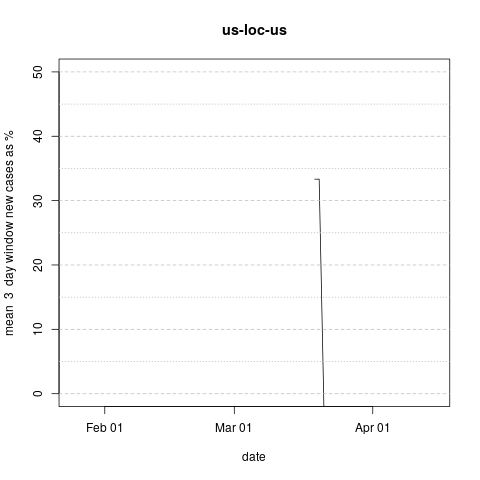 us-loc-us
mean  3  day window new cases as %
50
40
30
20
10
0
Feb 01
Mar 01
Apr 01
date